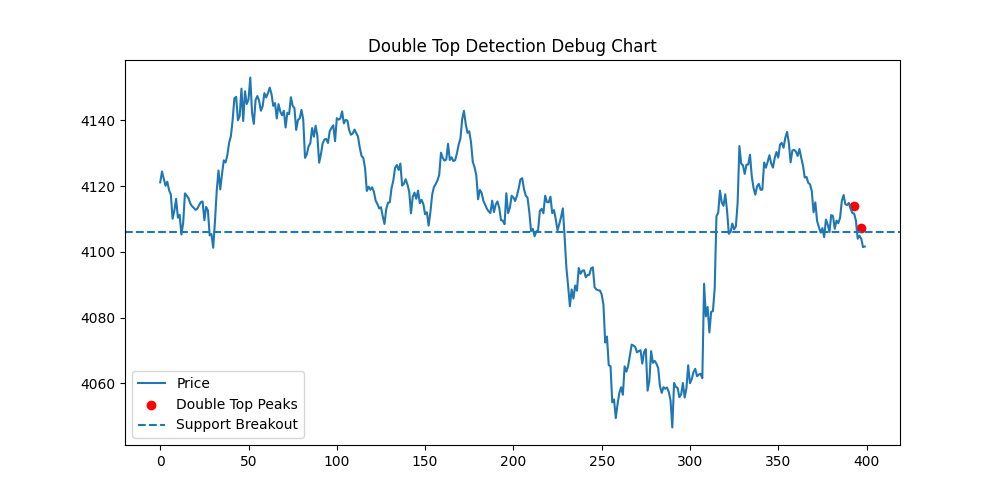 Double Top Detection Debug Chart
4140
4120
4100
4080
4060
Price
Double Top Peaks
Support Breakout
0 50 100 150 200 250 300 350 400